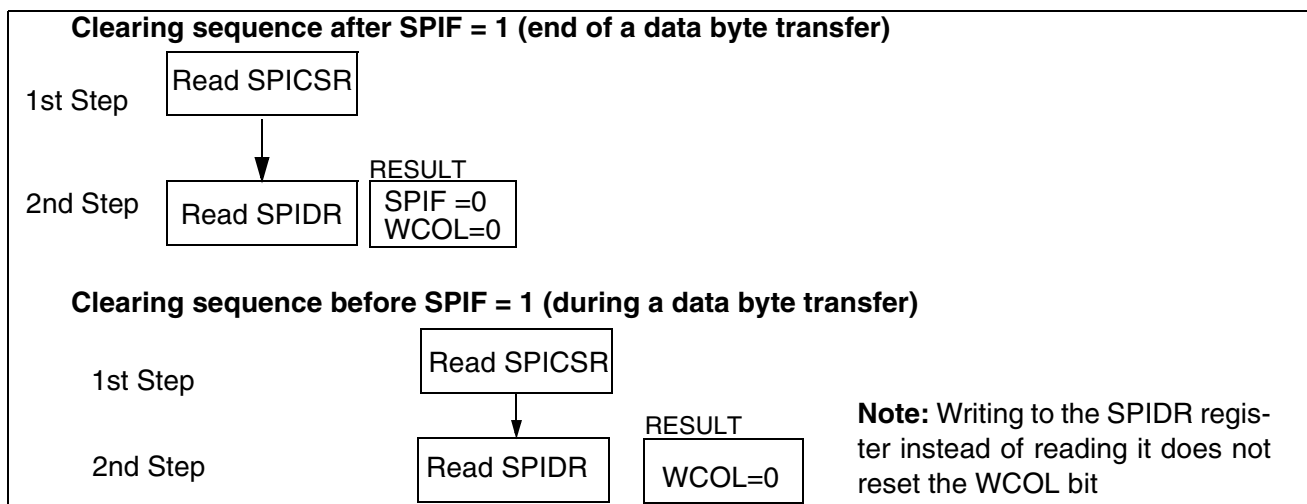 Clearing sequence after SPIF = 1 (end of a data byte transfer)
1st Step
Read SPICSR
2nd Step
Read SPIDR
RESULT
SPIF =0
WCOL=0
Clearing sequence before SPIF = 1 (during a data byte transfer)
1st Step
Read SPICSR
2nd Step
Read SPIDR
RESULT
WCOL=0
Note: Writing to the SPIDR regis-
ter instead of reading it does not
reset the WCOL bit